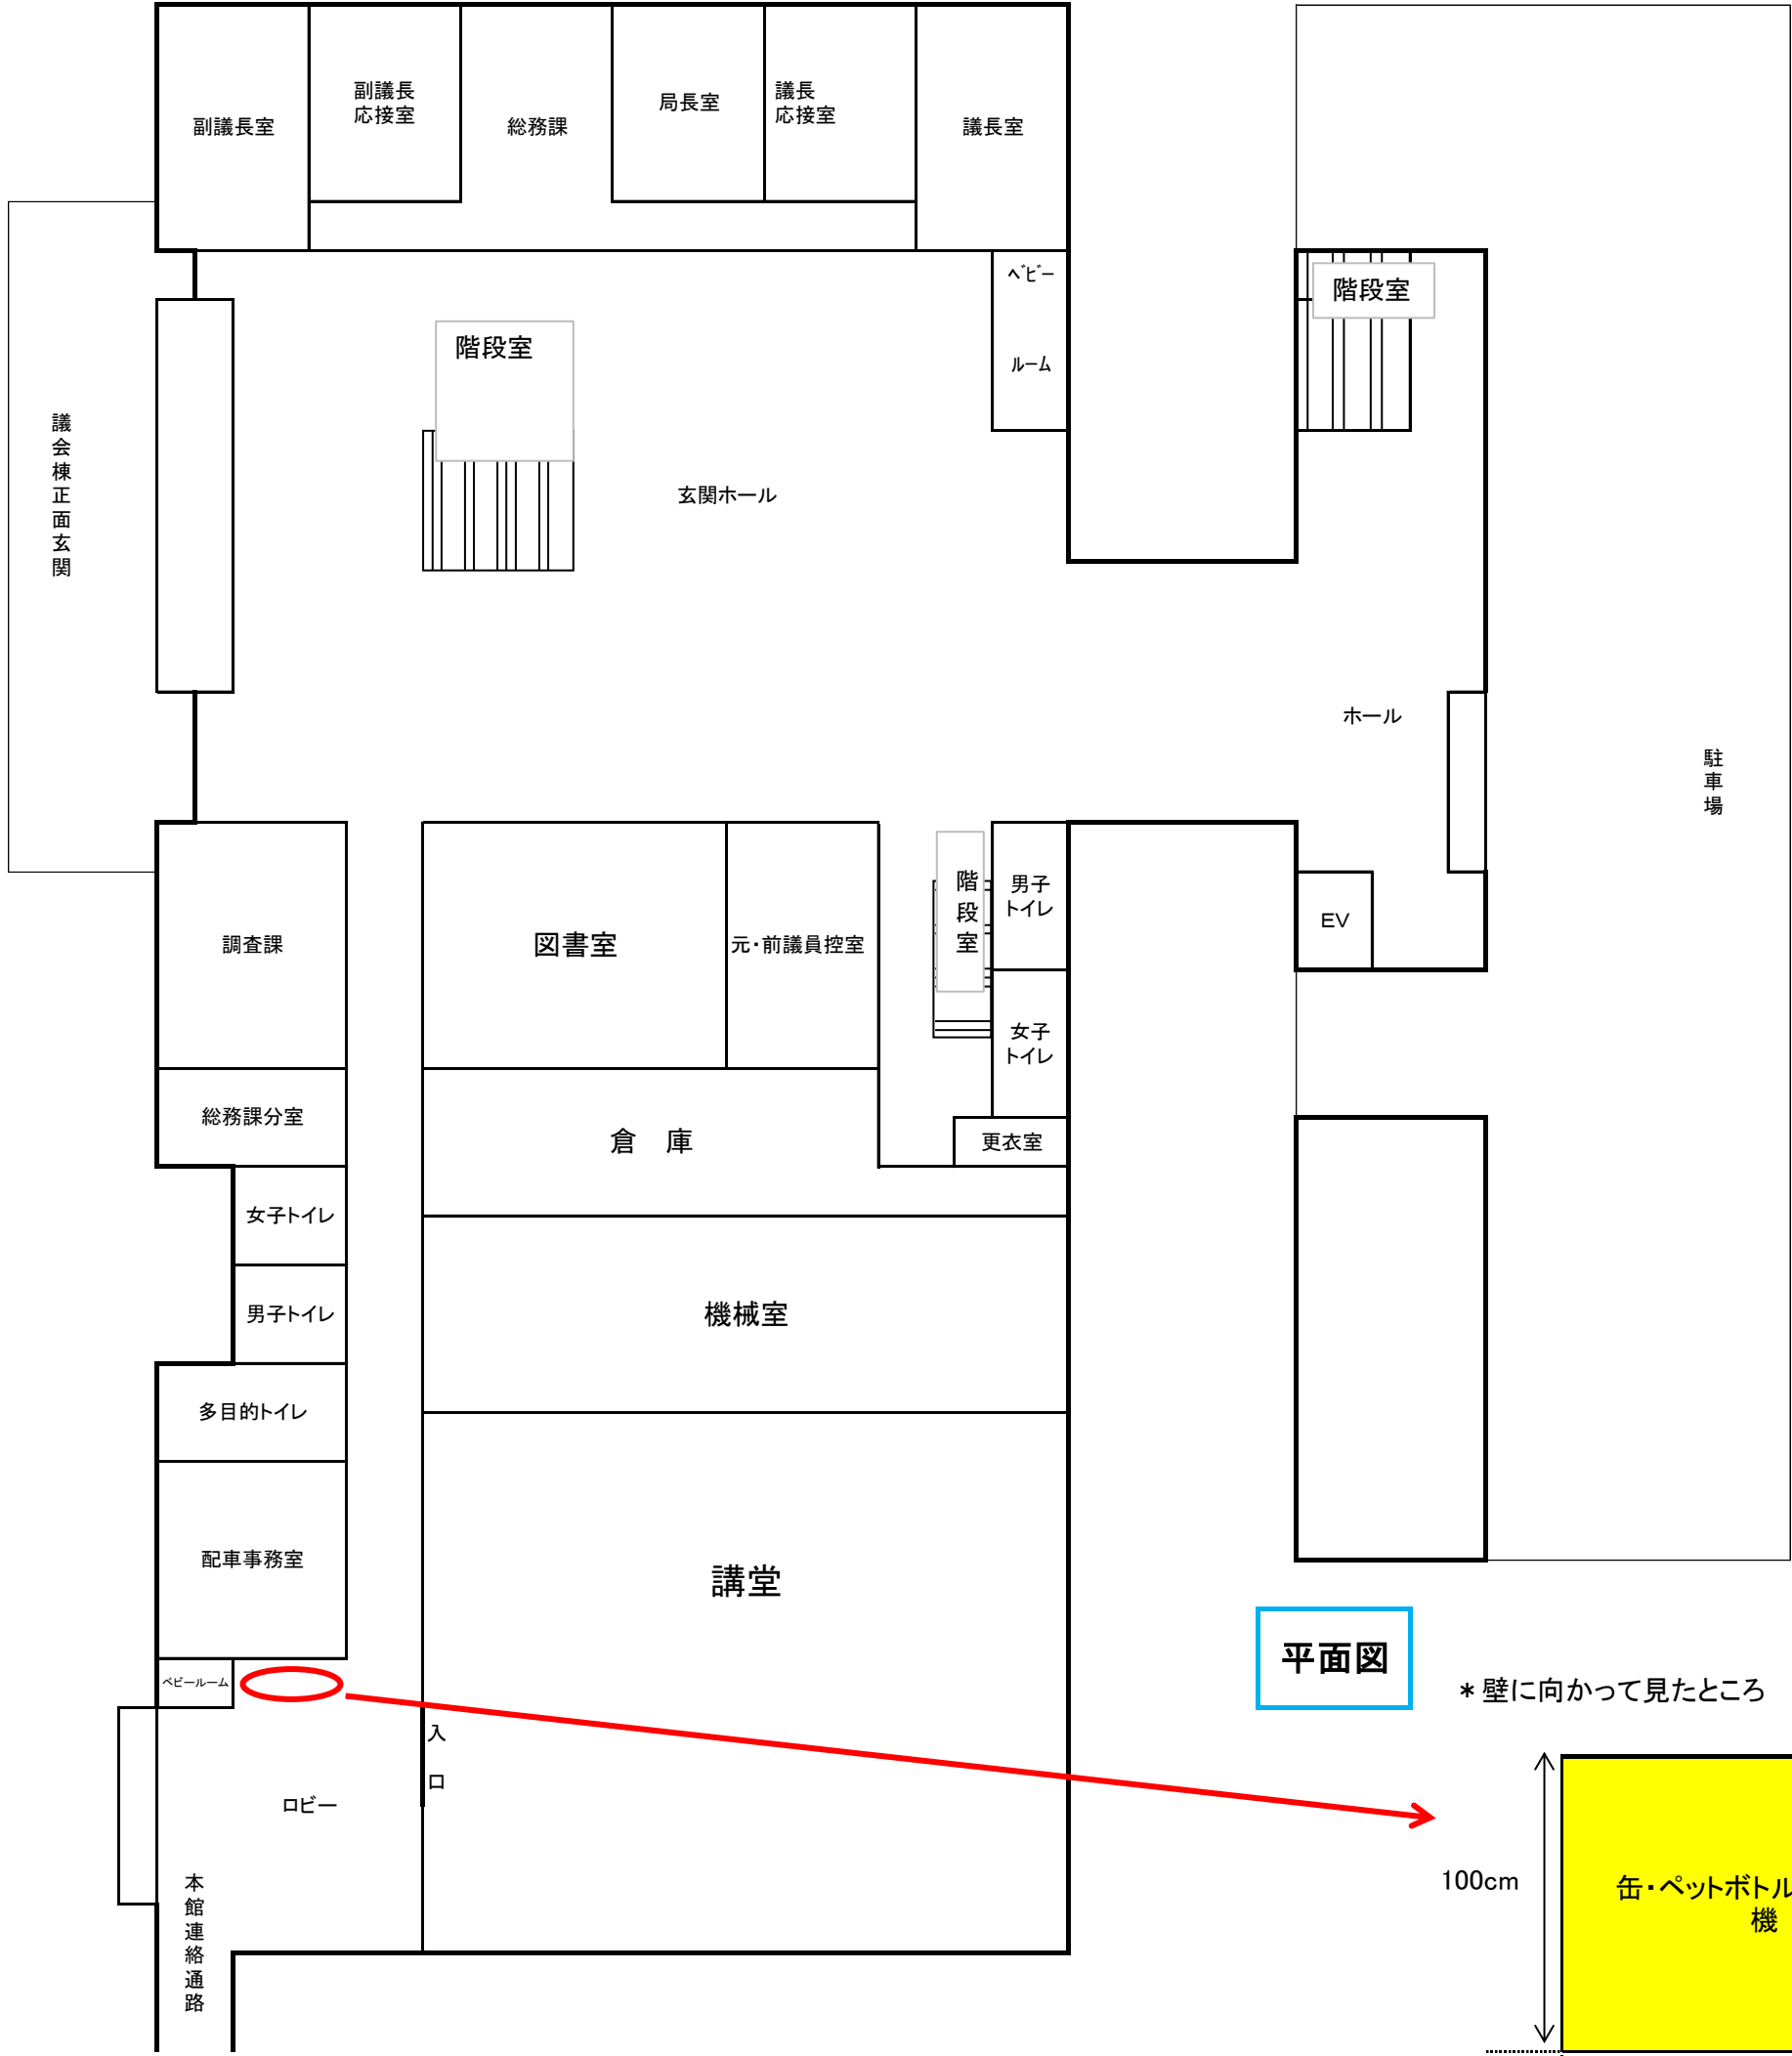 副議長室
副議長
応接室
総務課
局長室
議長
応接室
議長室
ベビー
ルーム
階段室
階段室
議会棟正面玄関
玄関ホール
ホール
駐車場
調査課
図書室
元・前議員控室
階段室
男子
トイレ
EV
女子
トイレ
総務課分室
倉　庫
更衣室
女子トイレ
男子トイレ
機械室
多目的トイレ
配車事務室
講堂
平面図
ベビールーム
*壁に向かって見たところ
入口
ロビー
本館連絡通路
100cm
缶・ペットボトル
機